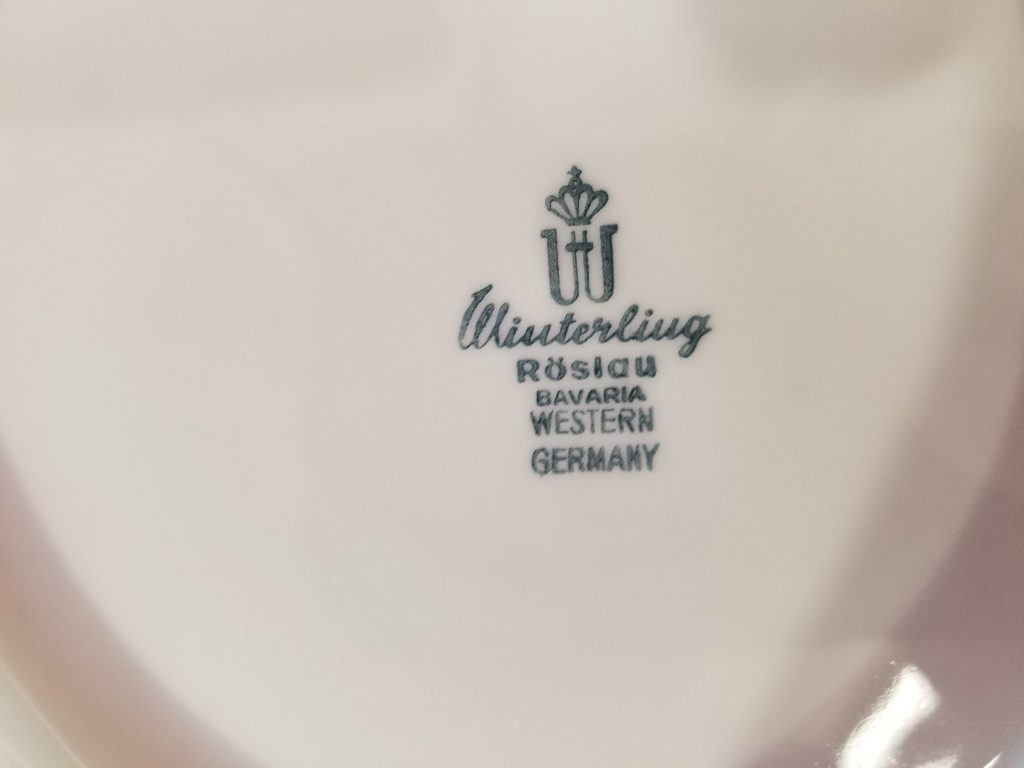 W
Winterling
Röslau
BAVARIA
WESTERN
GERMANY